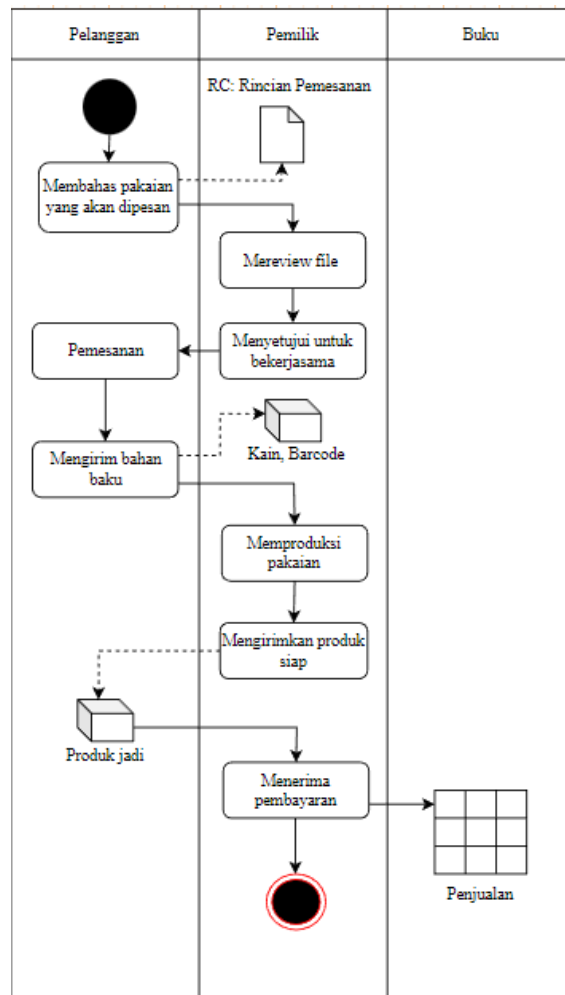 Pelanggan
Pemilik
Buku
RC: Rincian Pemesanan
Membahas pakaian
yang akan dipesan
Mereview file
Menyetujui untuk
bekerjasama
Pemesanan
Mengirim bahan
baku
Kain, Barcode
Memproduksi
pakaian
Mengirimkan produk
siap
Produk jadi
Menerima
pembayaran
Penjualan